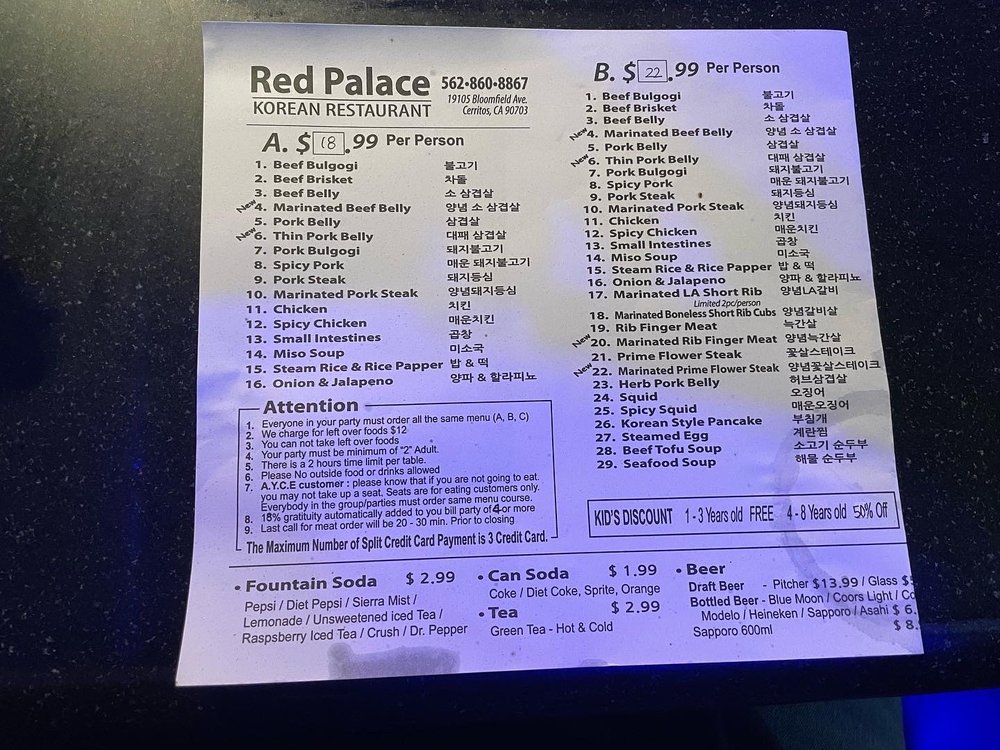 Red Palace
KOREAN RESTAURANT
562•860•8867
19105 Bloomfield Ave.
Cerritos, CA 90703
A. $ 18 .99 Per Person
1. Beef Bulgogi 불고기
2. Beef Brisket 차돌
3. Beef Belly 소 삼겹살
New 4. Marinated Beef Belly 양념 소 삼겹살
5. Pork Belly 삼겹살
New 6. Thin Pork Belly 대패 삼겹살
7. Pork Bulgogi 돼지불고기
8. Spicy Pork 매운 돼지불고기
9. Pork Steak 돼지등심
10. Marinated Pork Steak 양념돼지등심
11. Chicken 치킨
12. Spicy Chicken 매운치킨
13. Small Intestines 곱창
14. Miso Soup 미소국
15. Steam Rice & Rice Papper 밥 & 떡
16. Onion & Jalapeno 양파 & 할라피뇨
Attention
1. Everyone in your party must order all the same menu (A, B, C)
2. We charge for left over foods $12
3. You can not take left over foods
4. Your party must be minimum of "2" Adult.
5. There is a 2 hours time limit per table.
6. Please No outside food or drinks allowed
7. A.Y.C.E customer : please know that if you are not going to eat.
you may not take up a seat. Seats are for eating customers only.
Everybody in the group/parties must order same menu course.
8. 18% gratituity automatically added to you bill party of 4 or more
9. Last call for meat order will be 20 - 30 min. Prior to closing
The Maximum Number of Split Credit Card Payment is 3 Credit Card.
B. $ 22 .99 Per Person
1. Beef Bulgogi 불고기
2. Beef Brisket 차돌
3. Beef Belly 소 삼겹살
New 4. Marinated Beef Belly 양념 소 삼겹살
5. Pork Belly 삼겹살
New 6. Thin Pork Belly 대패 삼겹살
7. Pork Bulgogi 돼지불고기
8. Spicy Pork 매운 돼지불고기
9. Pork Steak 돼지등심
10. Marinated Pork Steak 양념돼지등심
11. Chicken 치킨
12. Spicy Chicken 매운치킨
13. Small Intestines 곱창
14. Miso Soup 미소국
15. Steam Rice & Rice Papper 밥 & 떡
16. Onion & Jalapeno 양파 & 할라피뇨
17. Marinated LA Short Rib 양념LA갈비
Limited 2pc/person
18. Marinated Boneless Short Rib Cubs 양념갈비살
19. Rib Finger Meat 늑간살
New 20. Marinated Rib Finger Meat 양념늑간살
21. Prime Flower Steak 꽃살스테이크
New 22. Marinated Prime Flower Steak 양념꽃살스테이크
23. Herb Pork Belly 허브삼겹살
24. Squid 오징어
25. Spicy Squid 매운오징어
26. Korean Style Pancake 부침개
27. Steamed Egg 계란찜
28. Beef Tofu Soup 소고기 순두부
29. Seafood Soup 해물 순두부
KID'S DISCOUNT 1 - 3 Years old FREE 4 - 8 Years old 50% Off
• Fountain Soda $ 2.99
Pepsi / Diet Pepsi / Sierra Mist /
Lemonade / Unsweetened iced Tea /
Raspsberry Iced Tea / Crush / Dr. Pepper
• Can Soda $ 1.99
Coke / Diet Coke, Sprite, Orange
• Tea $ 2.99
Green Tea - Hot & Cold
• Beer
Draft Beer - Pitcher $13.99 / Glass $
Bottled Beer - Blue Moon / Coors Light /
Modelo / Heineken / Sapporo / Asahi $ 6.
Sapporo 600ml $ 8.